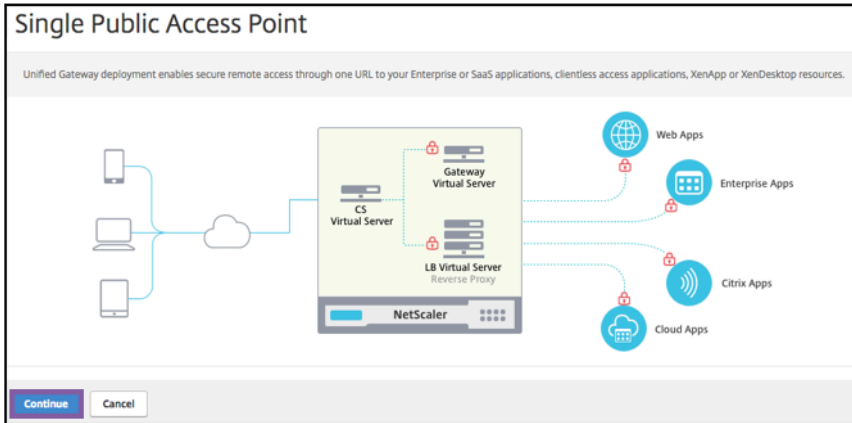 Single Public Access Point
Unified Gateway deployment enables secure remote access through one URL to your Enterprise or SaaS applications, clientless access applications, XenApp or XenDesktop resources.
Web Apps
Gateway
Virtual Server
Enterprise Apps
CS
Virtual Server
LB Virtual Server
Reverse Proxy
Citrix Apps
NetScaler
Cloud Apps
Continue
Cancel